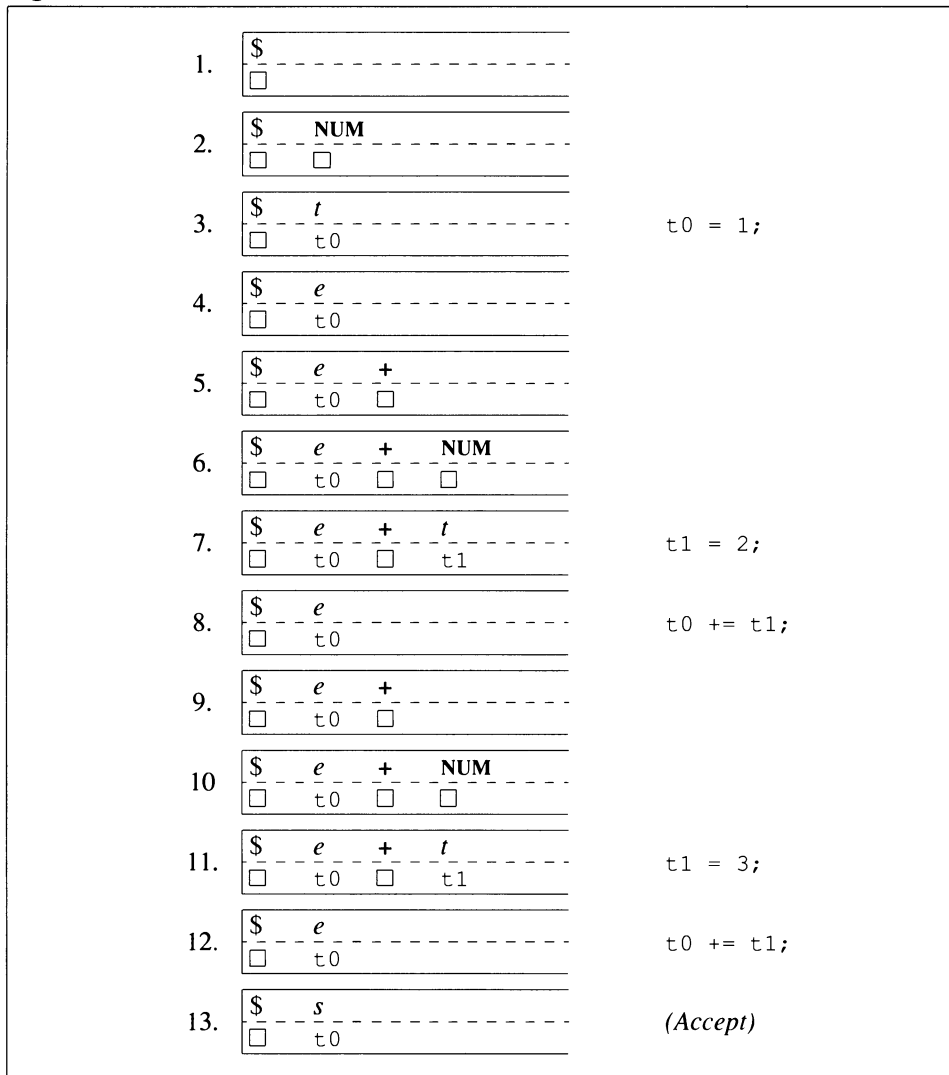 1.
$
□
2.
$ NUM
□ □
3.
$ t
□ t0
t0 = 1;
4.
$ e
□ t0
5.
$ e +
□ t0 □
6.
$ e + NUM
□ t0 □ □
7.
$ e + t
□ t0 □ t1
t1 = 2;
8.
$ e
□ t0
t0 += t1;
9.
$ e +
□ t0 □
10
$ e + NUM
□ t0 □ □
11.
$ e + t
□ t0 □ t1
t1 = 3;
12.
$ e
□ t0
t0 += t1;
13.
$ s
□ t0
(Accept)